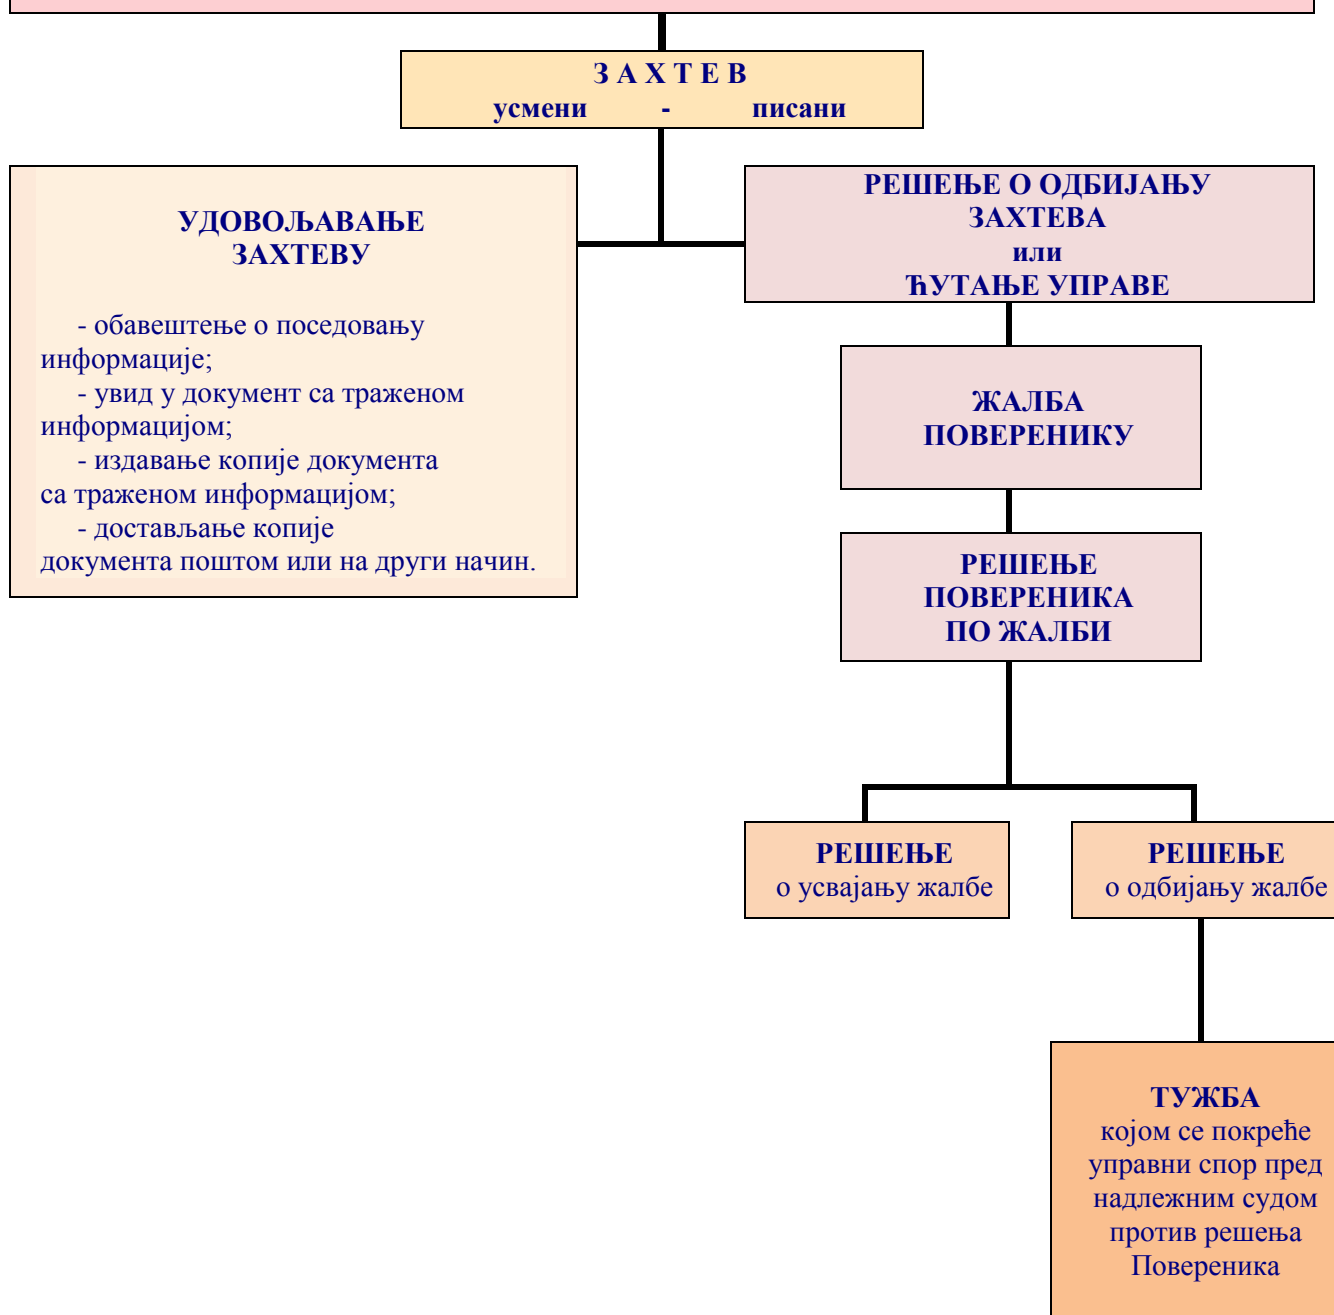 З А Х Т Е В
усмени - писани
УДОВОЉАВАЊЕ
ЗАХТЕВУ
- обавештење о поседовању
информације;
- увид у документ са траженом
информацијом;
- издавање копије документа
са траженом информацијом;
- достављање копије
документа поштом или на други начин.
РЕШЕЊЕ О ОДБИЈАЊУ
ЗАХТЕВА
или
ЋУТАЊЕ УПРАВЕ
ЖАЛБА
ПОВЕРЕНИКУ
РЕШЕЊЕ
ПОВЕРЕНИКА
ПО ЖАЛБИ
РЕШЕЊЕ
о усвајању жалбе
РЕШЕЊЕ
о одбијању жалбе
ТУЖБА
којом се покреће
управни спор пред
надлежним судом
против решења
Повереника